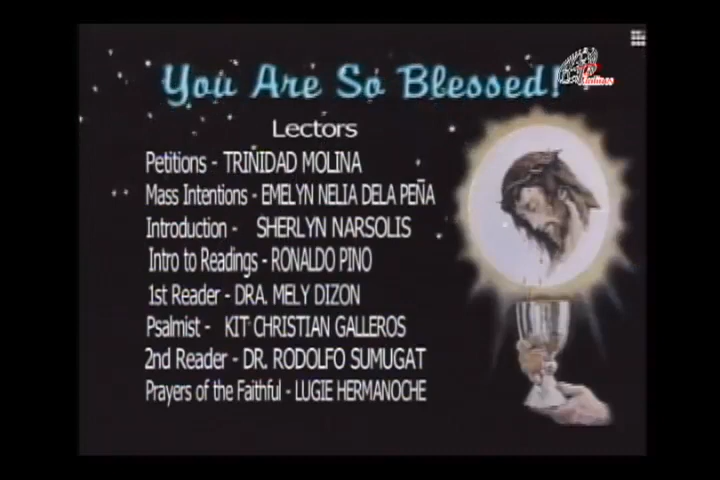 You Are So Blessed!
Lectors
Petitions - TRINIDAD MOLINA
Mass Intentions - EMELYN NELIA DELA PEÑA
Introduction - SHERLYN NARSOLIS
Intro to Readings - RONALDO PINO
1st Reader - DRA. MELY DIZON
Psalmist - KIT CHRISTIAN GALLEROS
2nd Reader - DR. RODOLFO SUMUGAT
Prayers of the Faithful - LUGIE HERMANOCHE